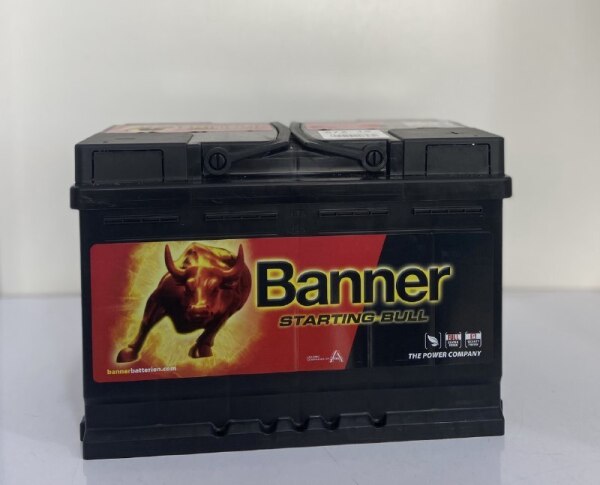 Banner
STARTING BULL
THE POWER COMPANY
bannerbatterien.com